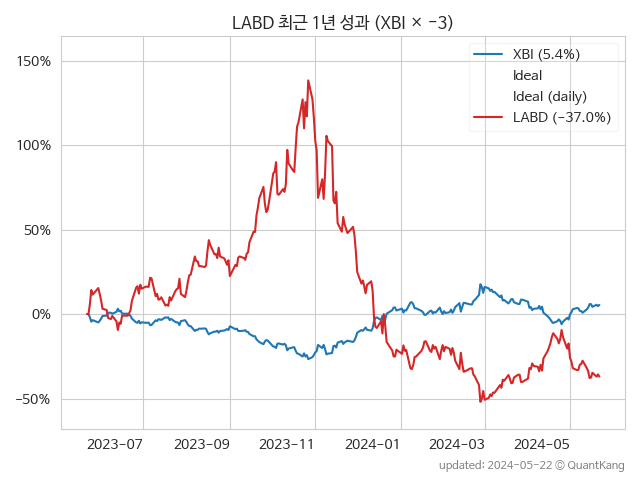 LABD 최근 1년 성과 (XBI × −3)
150%
100%
50%
0%
−50%
XBI (5.4%)
Ideal
Ideal (daily)
LABD (−37.0%)
2023−07
2023−09
2023−11
2024−01
2024−03
2024−05
updated: 2024−05−22 © QuantKang